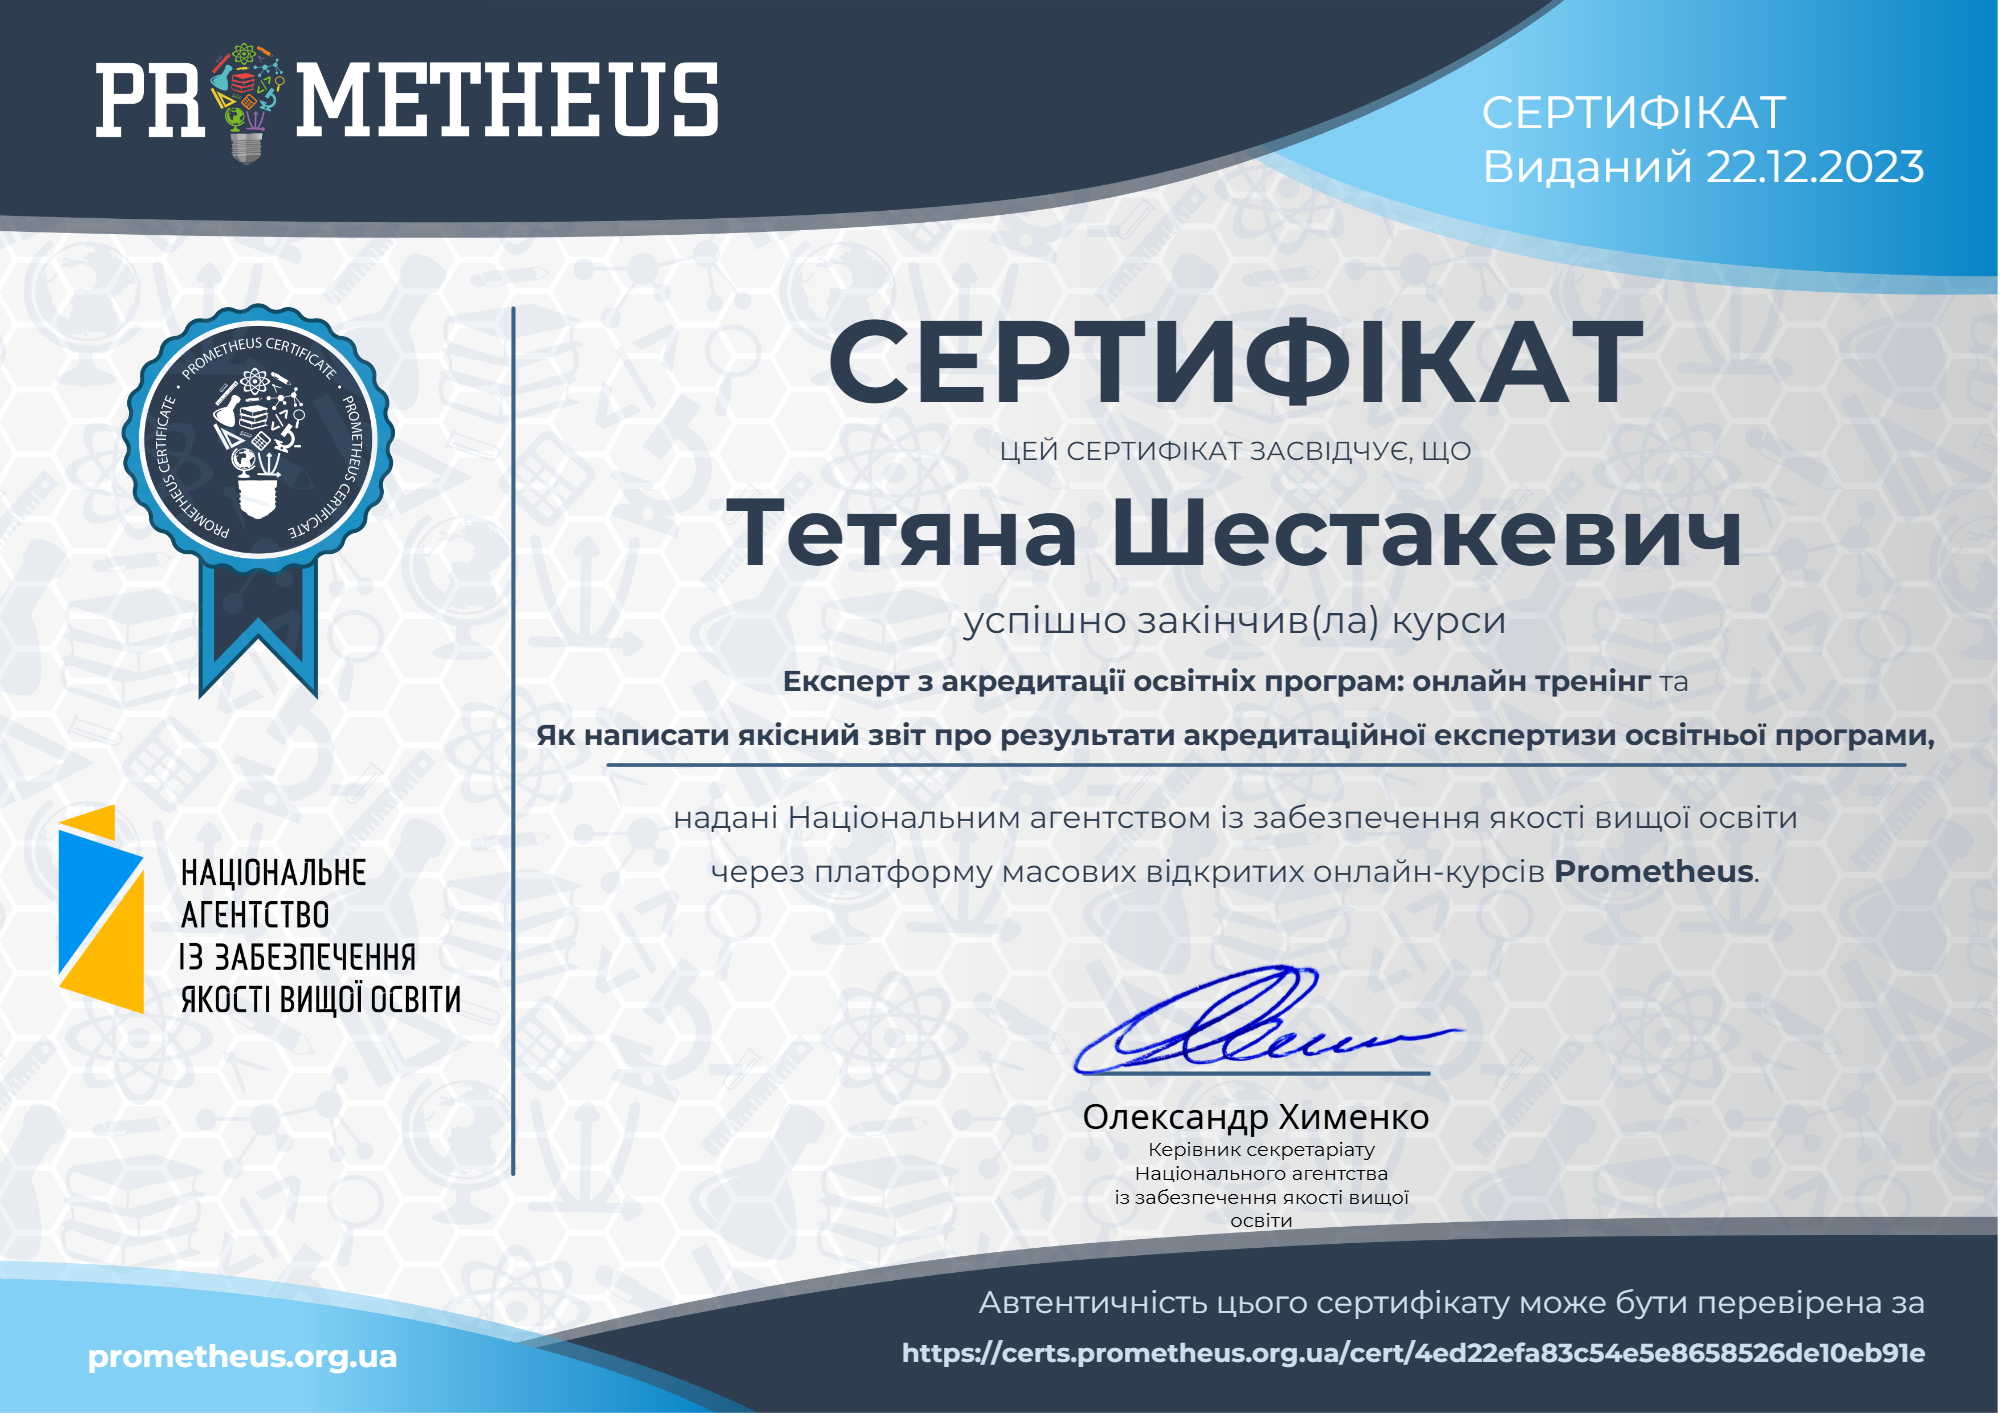 PROMETHEUS
СЕРТИФІКАТ
Виданий 22.12.2023
PROMETHEUS CERTIFICATE • PROMETHEUS CERTIFICATE • PROMETHEUS CERTIFICATE
СЕРТИФІКАТ
ЦЕЙ СЕРТИФІКАТ ЗАСВІДЧУЄ, ЩО
Тетяна Шестакевич
успішно закінчив(ла) курси
Експерт з акредитації освітніх програм: онлайн тренінг та
Як написати якісний звіт про результати акредитаційної експертизи освітньої програми,
надані Національним агентством із забезпечення якості вищої освіти
через платформу масових відкритих онлайн-курсів Prometheus.
НАЦІОНАЛЬНЕ
АГЕНТСТВО
ІЗ ЗАБЕЗПЕЧЕННЯ
ЯКОСТІ ВИЩОЇ ОСВІТИ
Олександр Хименко
Керівник секретаріату
Національного агентства
із забезпечення якості вищої
освіти
Автентичність цього сертифікату може бути перевірена за
https://certs.prometheus.org.ua/cert/4ed22efa83c54e5e8658526de10eb91e
prometheus.org.ua